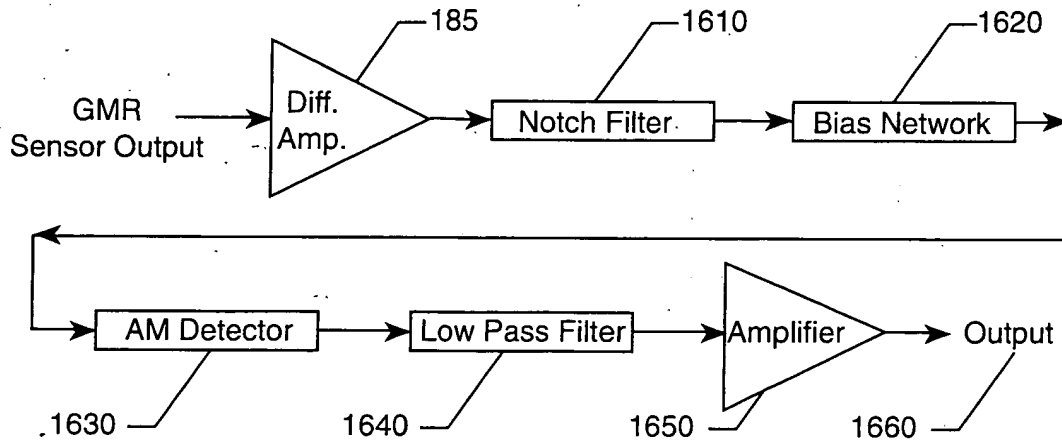 185
1610
1620
GMR
Sensor Output
Diff.
Amp.
Notch Filter
Bias Network
AM Detector
Low Pass Filter
Amplifier
Output
1630
1640
1650
1660